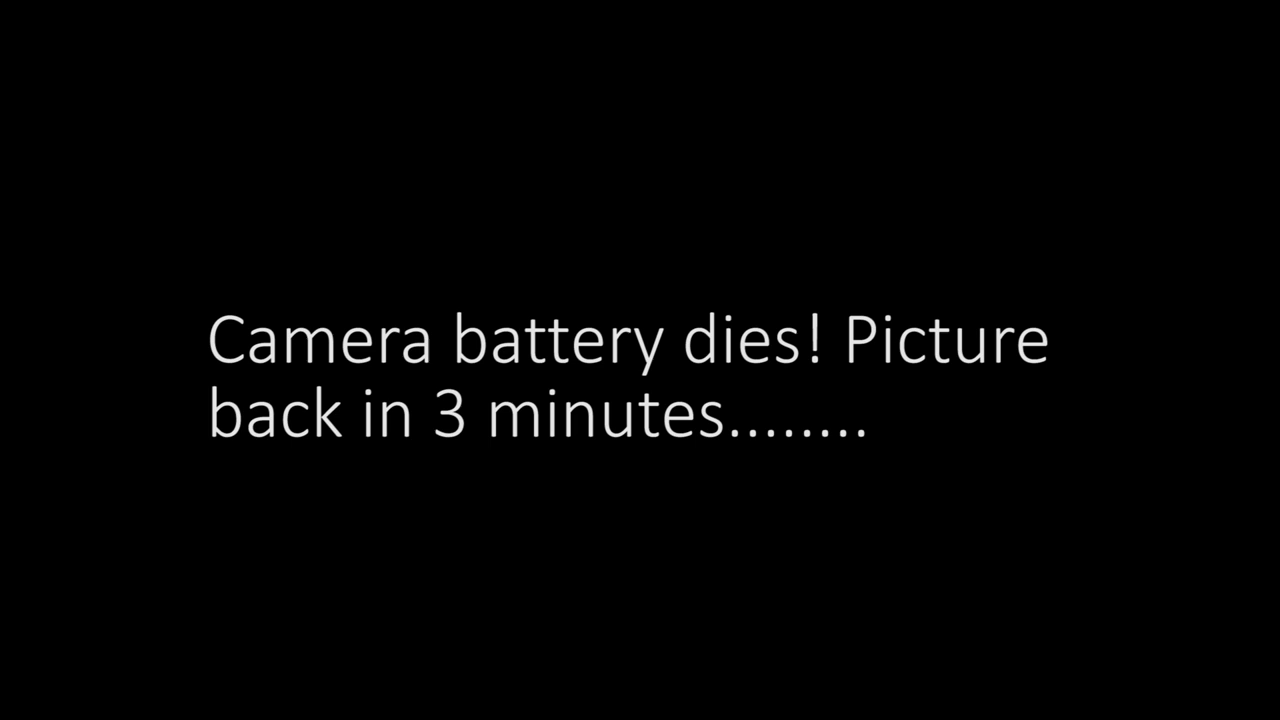 Camera battery dies! Picture
back in 3 minutes........